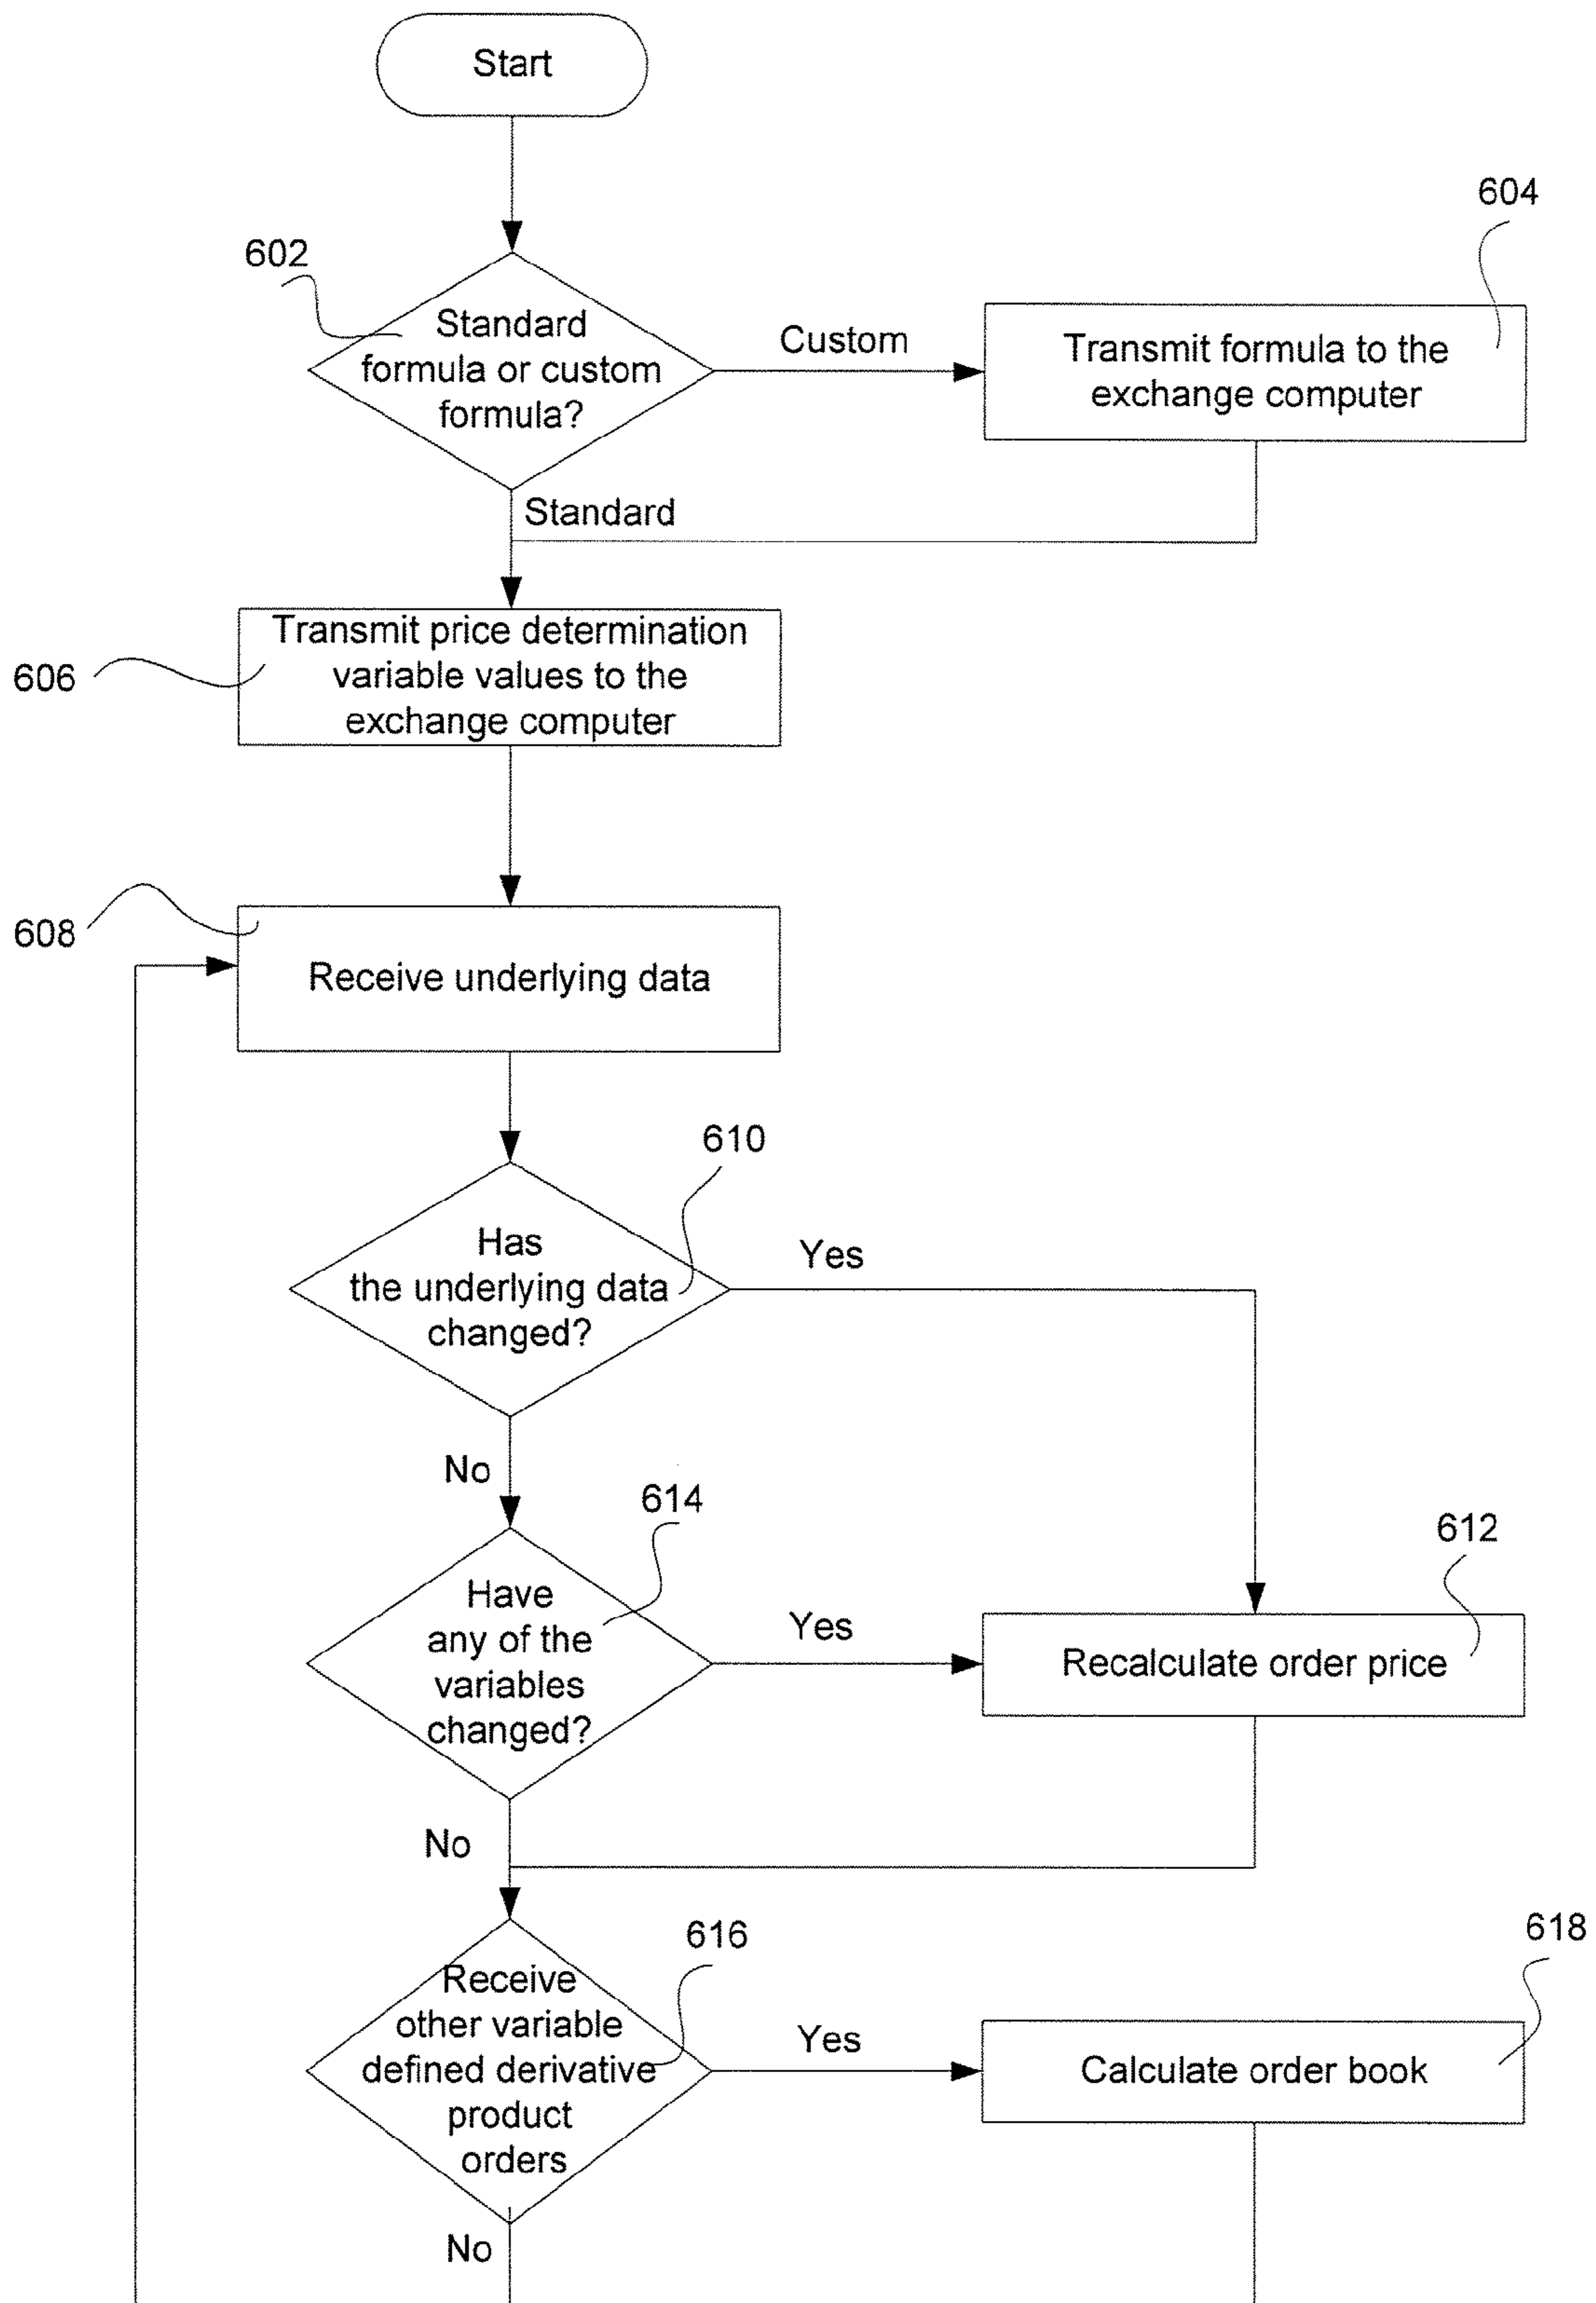 Start
604
602
Standard
formula or custom
formula?
Custom
Transmit formula to the
exchange computer
Standard
606
Transmit price determination
variable values to the
exchange computer
608
Receive underlying data
610
Has
the underlying data
changed?
Yes
No
614
612
Have
any of the
variables
changed?
Yes
Recalculate order price
No
616
618
Receive
other variable
defined derivative
product
orders
Yes
Calculate order book
No